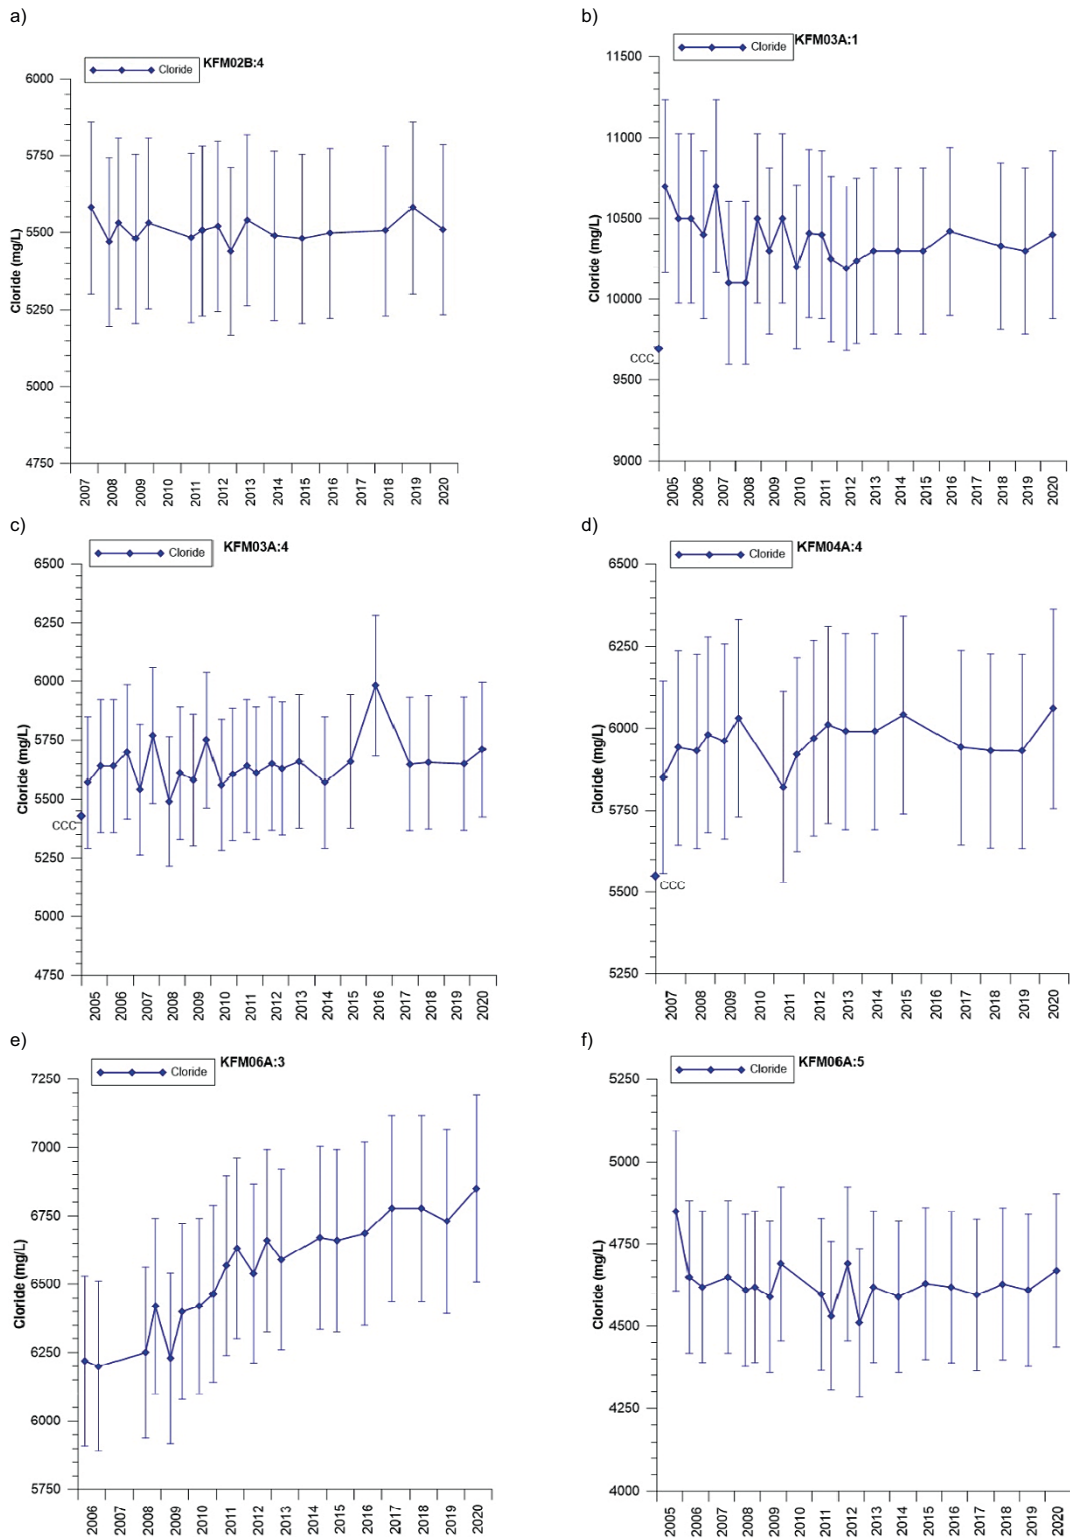 a)
Cloride
KFM02B:4
6000
5750
5500
5250
5000
4750
Cloride (mg/L)
2007 2008 2009 2010 2011 2012 2013 2014 2015 2016 2017 2018 2019 2020
b)
Cloride
KFM03A:1
11500
11000
10500
10000
9500
9000
Cloride (mg/L)
CCC
2005 2006 2007 2008 2009 2010 2011 2012 2013 2014 2015 2016 2017 2018 2019 2020
c)
Cloride
KFM03A:4
6500
6250
6000
5750
5500
5250
5000
4750
Cloride (mg/L)
CCC
2005 2006 2007 2008 2009 2010 2011 2012 2013 2014 2015 2016 2017 2018 2019 2020
d)
Cloride
KFM04A:4
6500
6250
6000
5750
5500
5250
Cloride (mg/L)
CCC
2007 2008 2009 2010 2011 2012 2013 2014 2015 2016 2017 2018 2019 2020
e)
Cloride
KFM06A:3
7250
7000
6750
6500
6250
6000
5750
Cloride (mg/L)
2006 2007 2008 2009 2010 2011 2012 2013 2014 2015 2016 2017 2018 2019 2020
f)
Cloride
KFM06A:5
5250
5000
4750
4500
4250
4000
Cloride (mg/L)
2005 2006 2007 2008 2009 2010 2011 2012 2013 2014 2015 2016 2017 2018 2019 2020